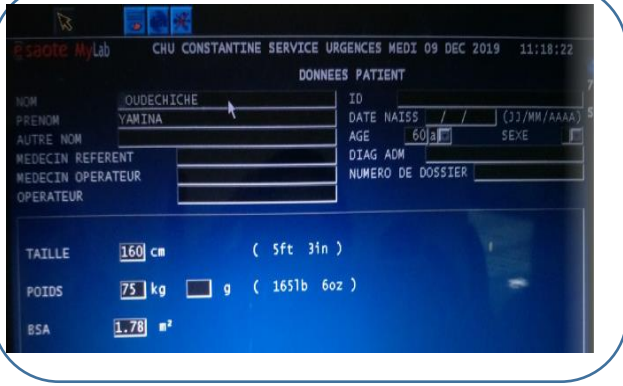 esaote MyLab CHU CONSTANTINE SERVICE URGENCES MEDI 09 DEC 2019 11:18:22
DONNEES PATIENT
NOM OUDECHICHE ID
PRENOM YAMINA DATE NAISS / / (JJ/MM/AAAA)
AUTRE NOM AGE 60 a SEXE
MEDECIN REFERENT DIAG ADM
MEDECIN OPERATEUR NUMERO DE DOSSIER
OPERATEUR
TAILLE 160 cm ( 5ft 3in )
POIDS 75 kg g ( 165lb 6oz )
BSA 1.78 m²